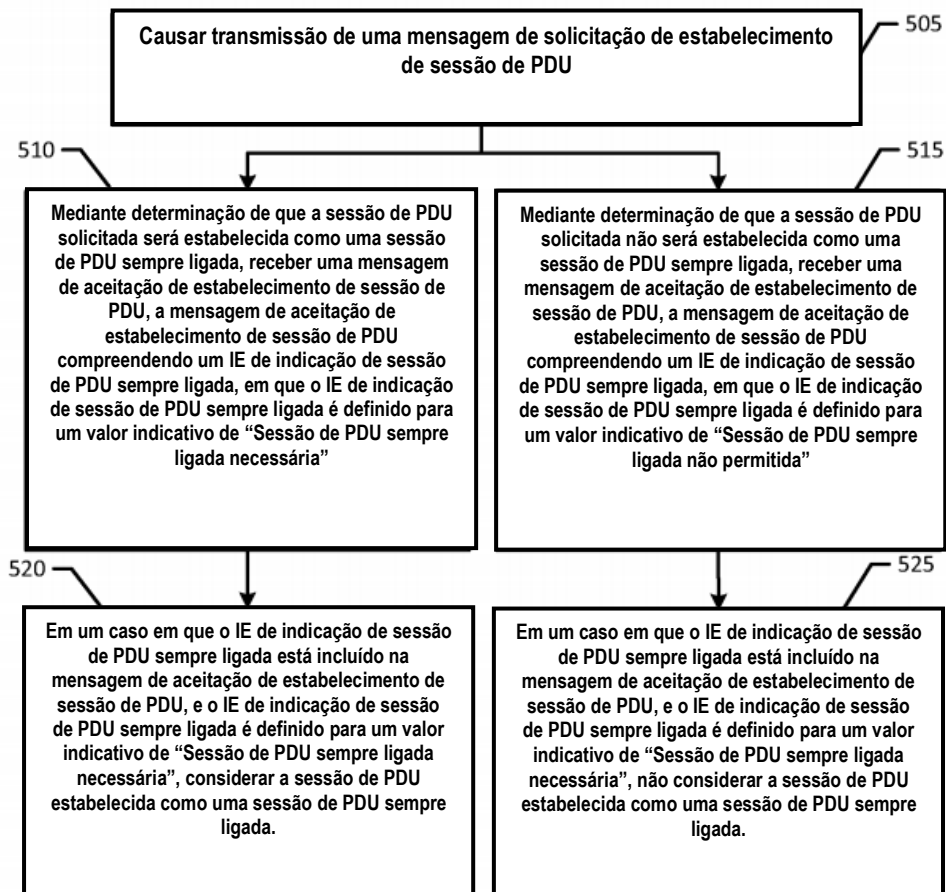 Causar transmissão de uma mensagem de solicitação de estabelecimento
de sessão de PDU
505
510
Mediante determinação de que a sessão de PDU
solicitada será estabelecida como uma sessão
de PDU sempre ligada, receber uma mensagem
de aceitação de estabelecimento de sessão de
PDU, a mensagem de aceitação de
estabelecimento de sessão de PDU
compreendendo um IE de indicação de sessão
de PDU sempre ligada, em que o IE de indicação
de sessão de PDU sempre ligada é definido para
um valor indicativo de “Sessão de PDU sempre
ligada necessária”
515
Mediante determinação de que a sessão de PDU
solicitada não será estabelecida como uma
sessão de PDU sempre ligada, receber uma
mensagem de aceitação de estabelecimento de
sessão de PDU, a mensagem de aceitação de
estabelecimento de sessão de PDU
compreendendo um IE de indicação de sessão
de PDU sempre ligada, em que o IE de indicação
de sessão de PDU sempre ligada é definido para
um valor indicativo de “Sessão de PDU sempre
ligada não permitida”
520
Em um caso em que o IE de indicação de sessão
de PDU sempre ligada está incluído na
mensagem de aceitação de estabelecimento de
sessão de PDU, e o IE de indicação de sessão
de PDU sempre ligada é definido para um valor
indicativo de “Sessão de PDU sempre ligada
necessária”, considerar a sessão de PDU
estabelecida como uma sessão de PDU sempre
ligada.
525
Em um caso em que o IE de indicação de sessão
de PDU sempre ligada está incluído na
mensagem de aceitação de estabelecimento de
sessão de PDU, e o IE de indicação de sessão
de PDU sempre ligada é definido para um valor
indicativo de “Sessão de PDU sempre ligada
necessária”, não considerar a sessão de PDU
estabelecida como uma sessão de PDU sempre
ligada.